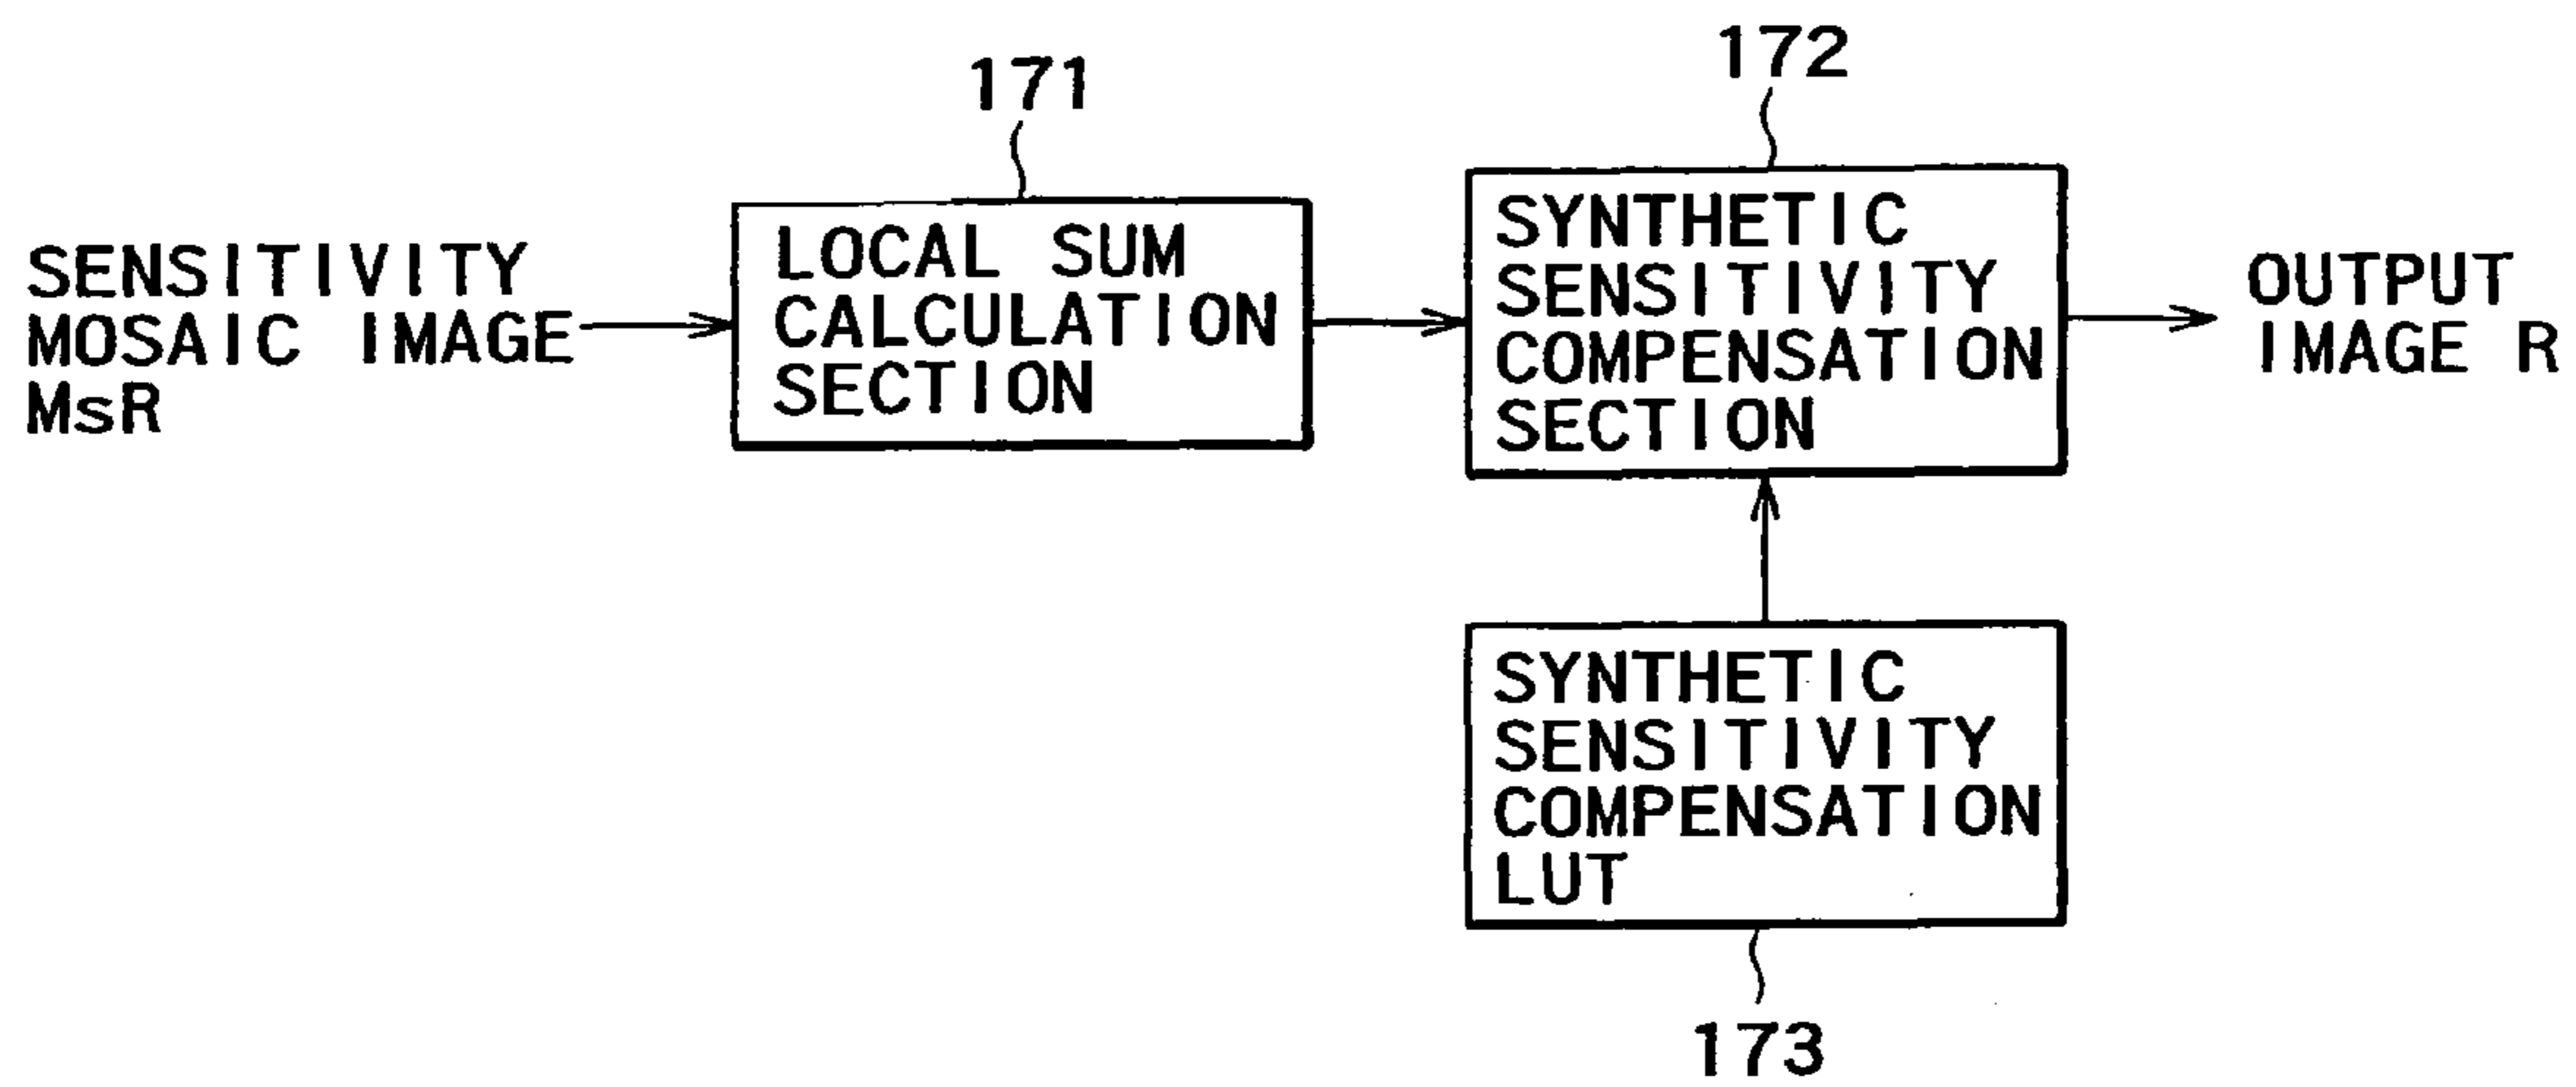 171
172
SENSITIVITY
MOSAIC IMAGE
MsR
LOCAL SUM
CALCULATION
SECTION
SYNTHETIC
SENSITIVITY
COMPENSATION
SECTION
OUTPUT
IMAGE R
SYNTHETIC
SENSITIVITY
COMPENSATION
LUT
173